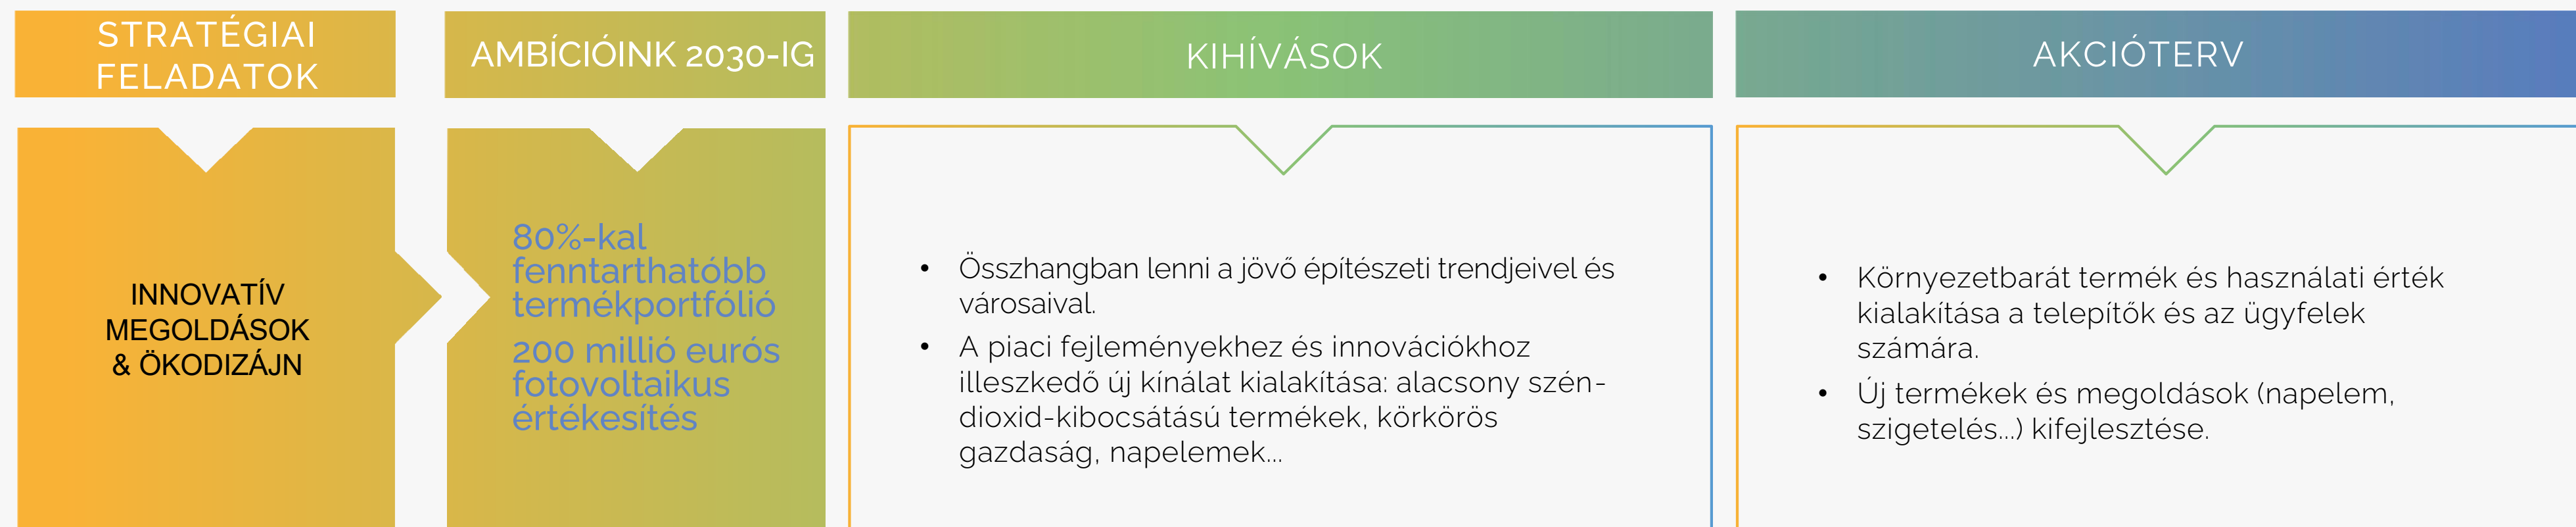 STRATÉGIAI
FELADATOK
AMBÍCIÓINK 2030-IG
KIHÍVÁSOK
AKCIÓTERV
INNOVATÍV
MEGOLDÁSOK
& ÖKODIZÁJN
80%-kal
fenntarthatóbb
termékportfólió
200 millió eurós
fotovoltaikus
értékesítés
• Összhangban lenni a jövő építészeti trendjeivel és
városaival.
• A piaci fejleményekhez és innovációkhoz
illeszkedő új kínálat kialakítása: alacsony szén-
dioxid-kibocsátású termékek, körkörös
gazdaság, napelemek...
• Környezetbarát termék és használati érték
kialakítása a telepítők és az ügyfelek
számára.
• Új termékek és megoldások (napelem,
szigetelés...) kifejlesztése.